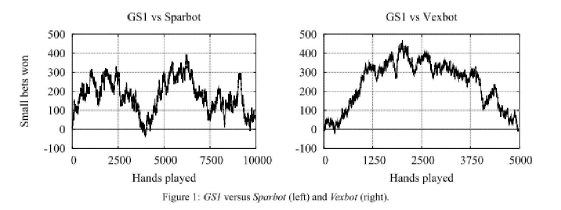 GS1 vs Sparbot
500
400
300
200
100
0
-100
0 2500 5000 7500 10000
Hands played
Small bets won
GS1 vs Vexbot
500
400
300
200
100
0
-100
0 1250 2500 3750 5000
Hands played
Figure 1: GS1 versus Sparbot (left) and Vexbot (right).